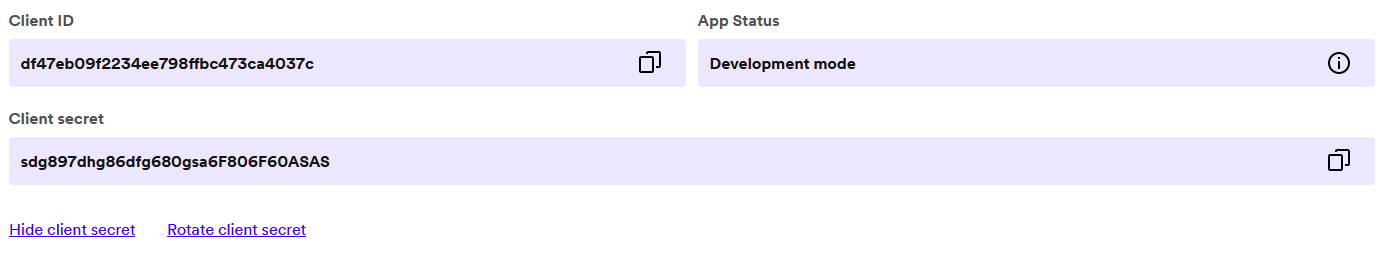 Client ID
App Status
df47eb09f2234ee798ffbc473ca4037c
Development mode
Client secret
sdg897dhg86dfg680gsa6F806F60ASAS
Hide client secret
Rotate client secret